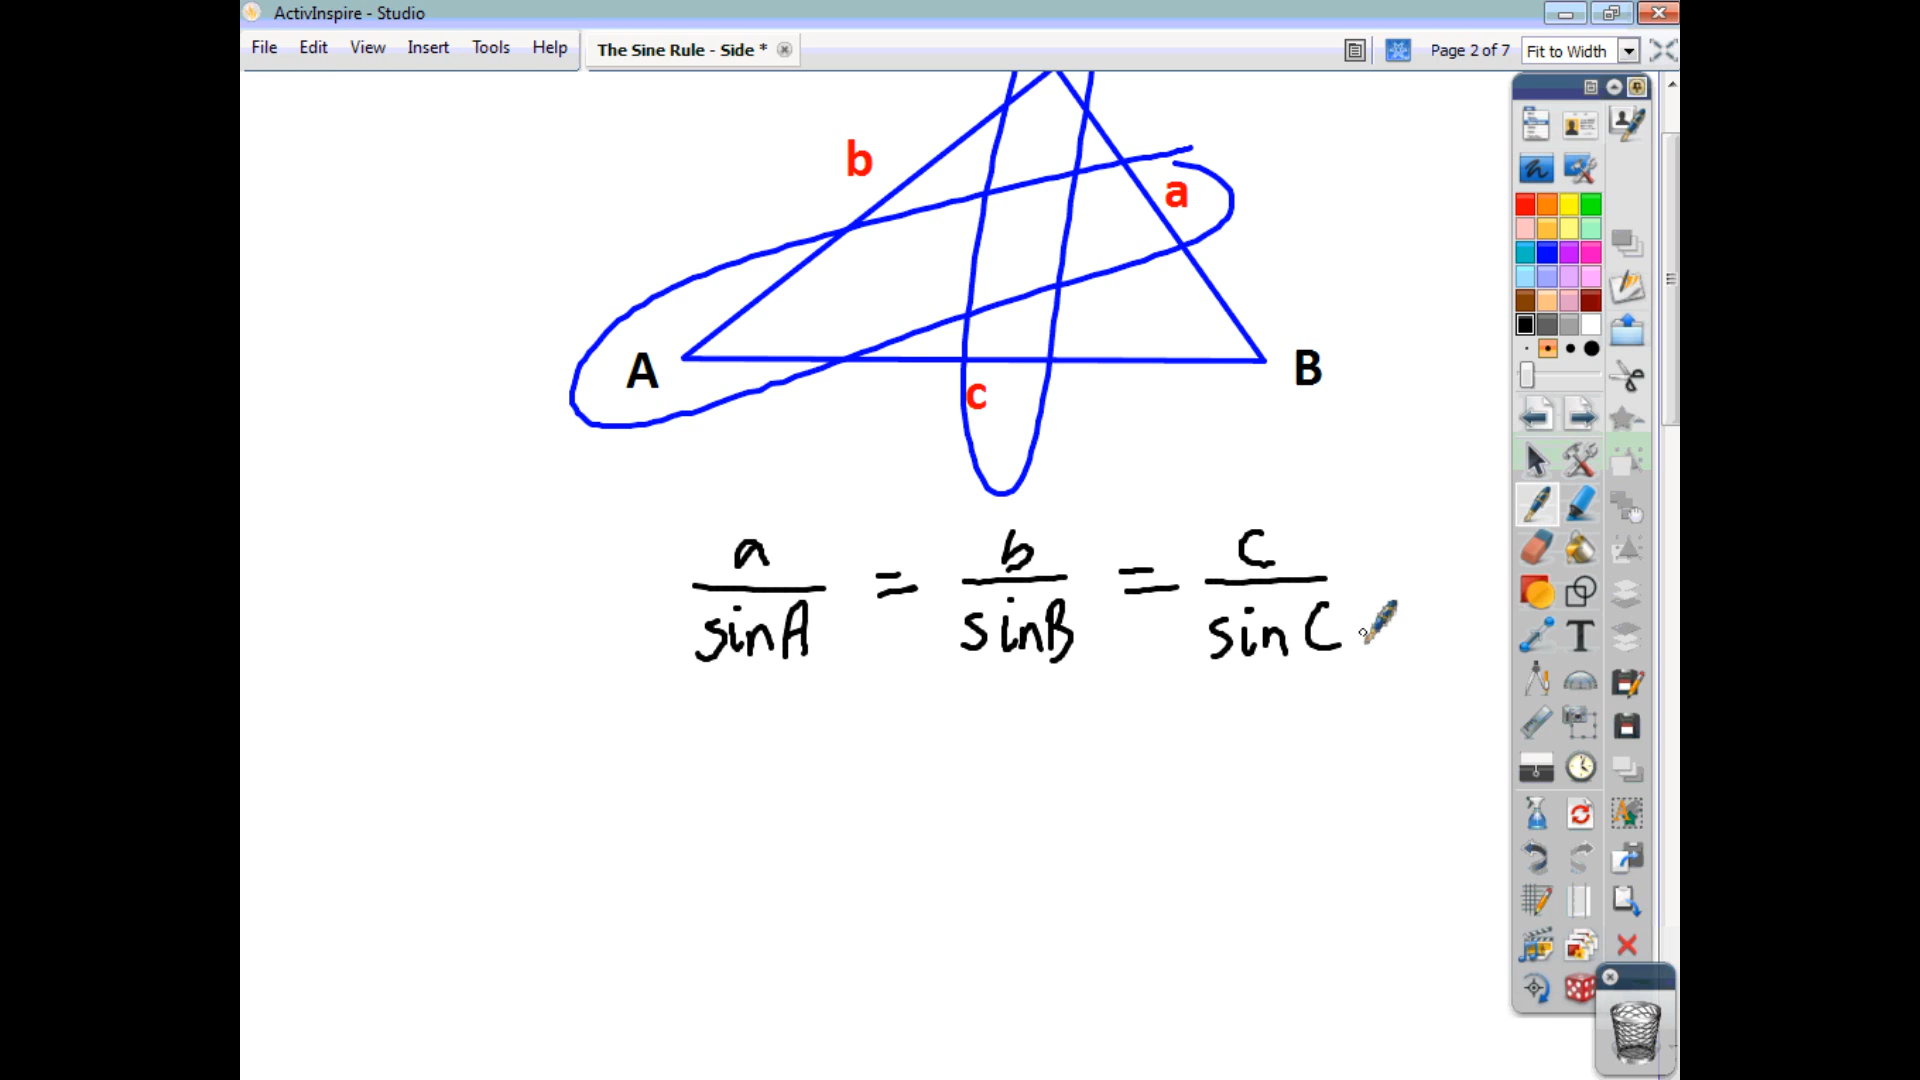 ActivInspire - Studio
File Edit View Insert Tools Help The Sine Rule - Side * Page 2 of 7 Fit to Width
b
a
A
B
c
a/sinA = b/sinB = c/sinC